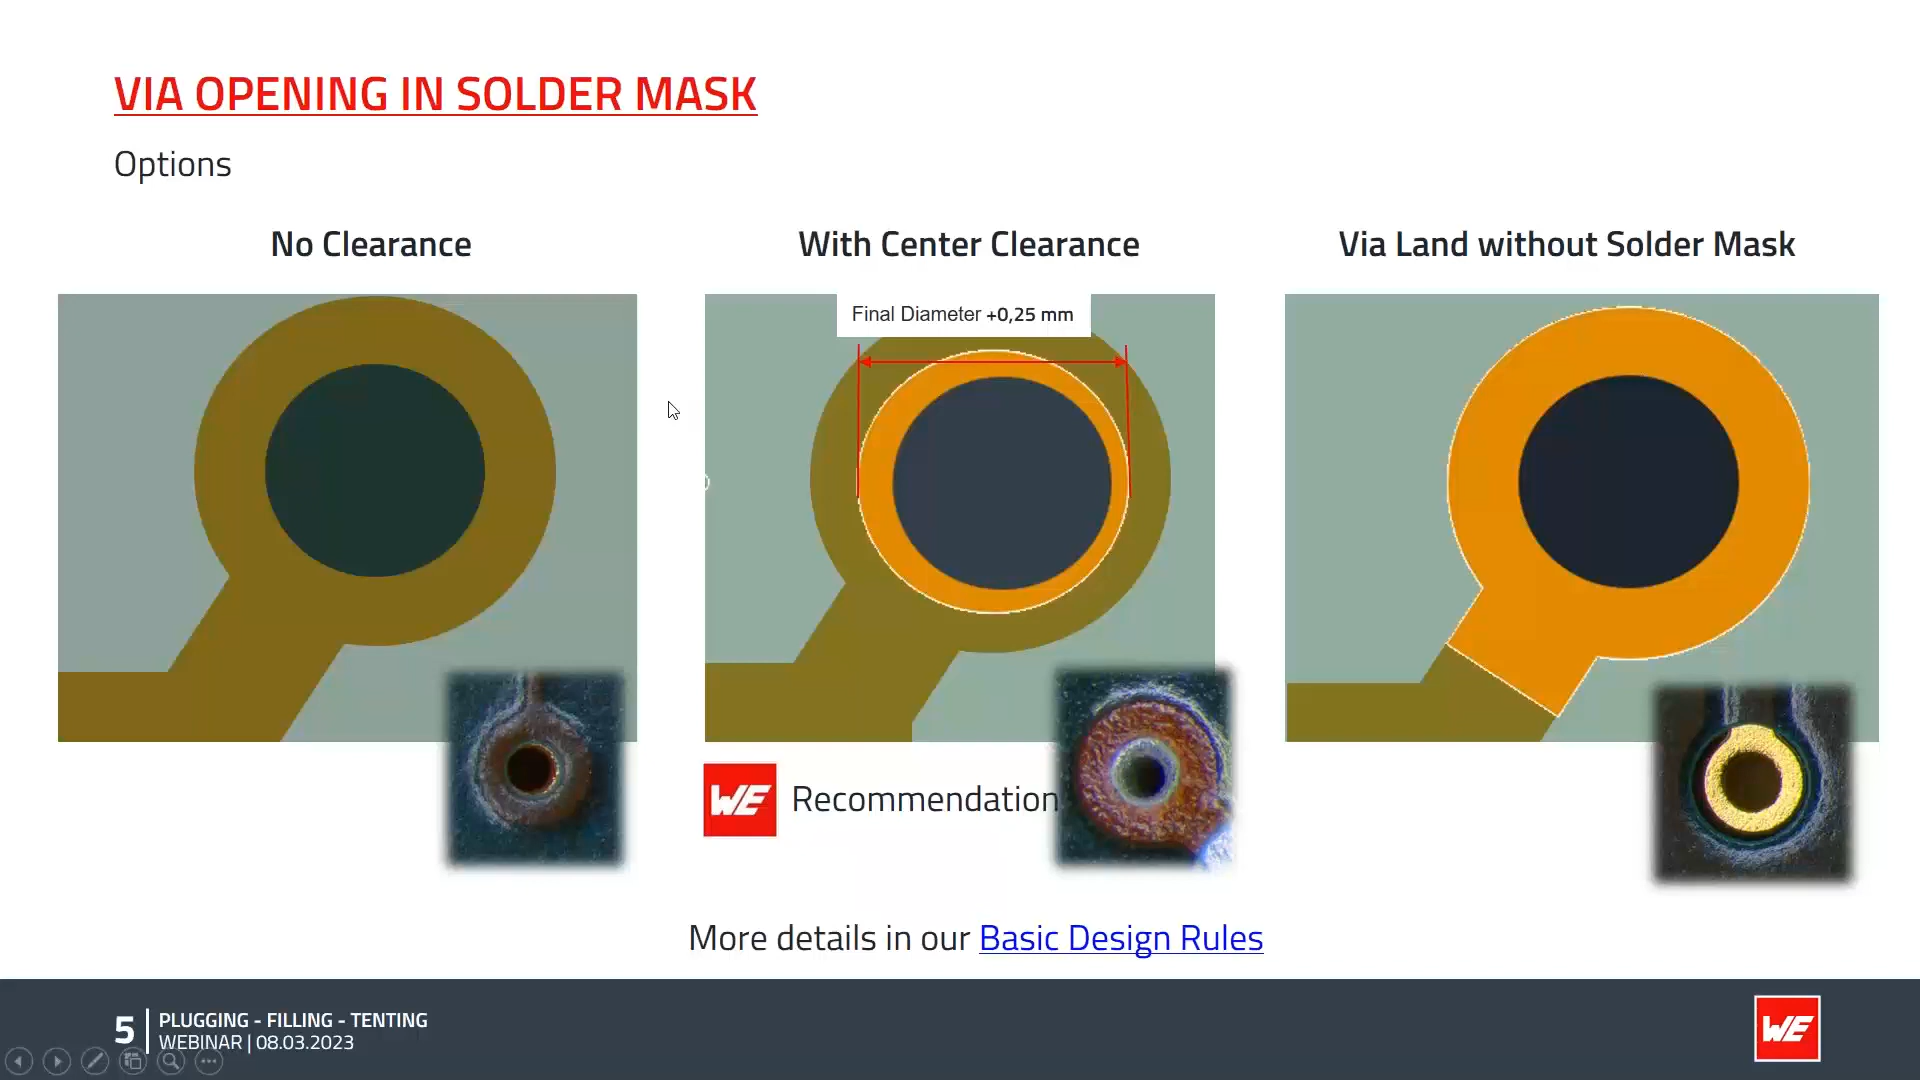 VIA OPENING IN SOLDER MASK
Options
No Clearance
With Center Clearance
Via Land without Solder Mask
Final Diameter +0,25 mm
WE Recommendation
More details in our Basic Design Rules
5
PLUGGING - FILLING - TENTING
WEBINAR | 08.03.2023
WE